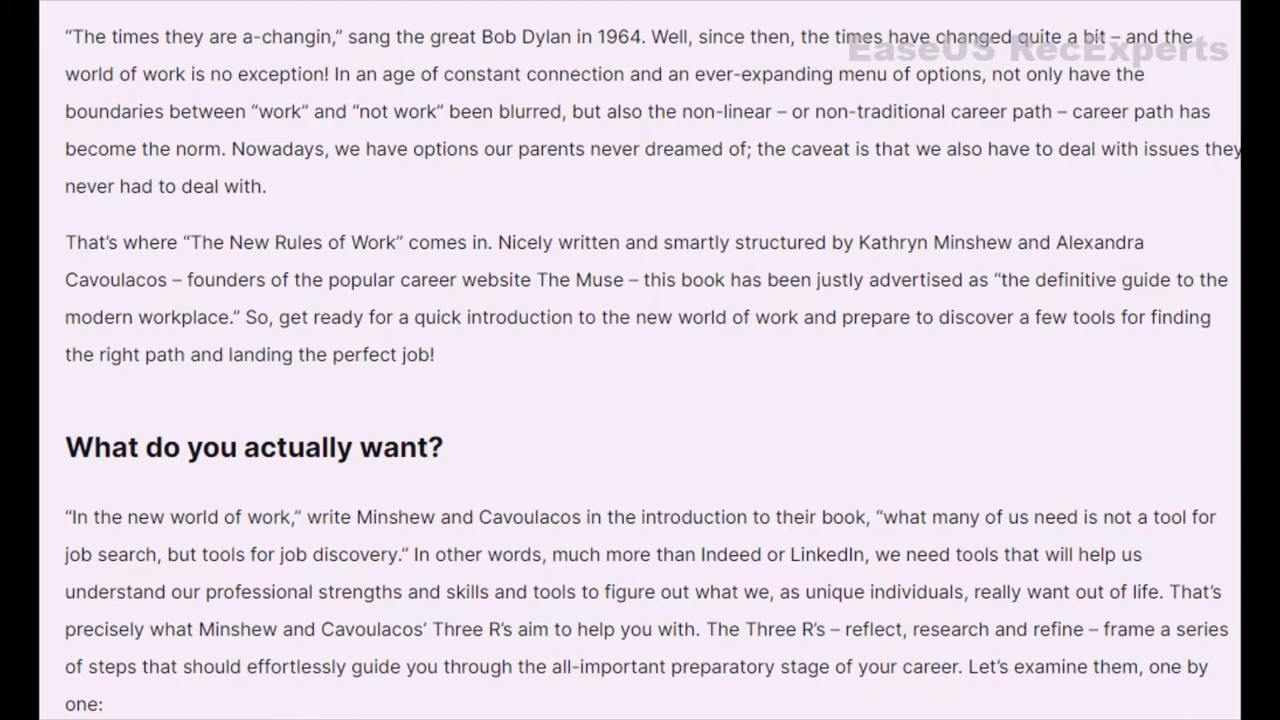 “The times they are a-changin,” sang the great Bob Dylan in 1964. Well, since then, the times have changed quite a bit – and the
EaseUS RecExperts
world of work is no exception! In an age of constant connection and an ever-expanding menu of options, not only have the
boundaries between “work” and “not work” been blurred, but also the non-linear – or non-traditional career path – career path has
become the norm. Nowadays, we have options our parents never dreamed of; the caveat is that we also have to deal with issues they
never had to deal with.
That’s where “The New Rules of Work” comes in. Nicely written and smartly structured by Kathryn Minshew and Alexandra
Cavoulacos – founders of the popular career website The Muse – this book has been justly advertised as “the definitive guide to the
modern workplace.” So, get ready for a quick introduction to the new world of work and prepare to discover a few tools for finding
the right path and landing the perfect job!
What do you actually want?
“In the new world of work,” write Minshew and Cavoulacos in the introduction to their book, “what many of us need is not a tool for
job search, but tools for job discovery.” In other words, much more than Indeed or LinkedIn, we need tools that will help us
understand our professional strengths and skills and tools to figure out what we, as unique individuals, really want out of life. That’s
precisely what Minshew and Cavoulacos’ Three R’s aim to help you with. The Three R’s – reflect, research and refine – frame a series
of steps that should effortlessly guide you through the all-important preparatory stage of your career. Let’s examine them, one by
one: